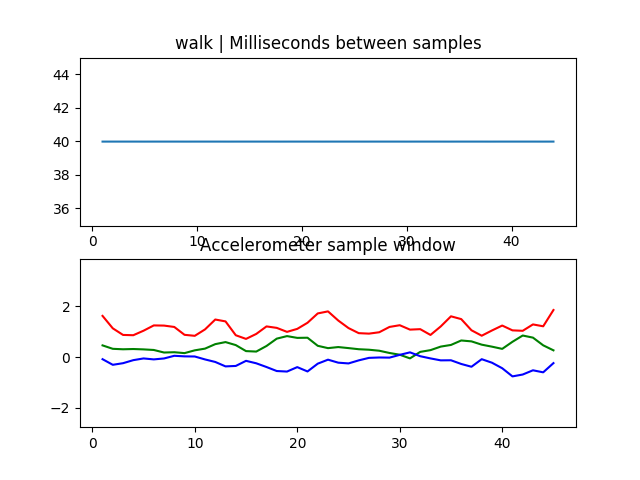 walk | Milliseconds between samples
44
42
40
38
36
0 10 20 30 40
Accelerometer sample window
2
0
−2
0 10 20 30 40